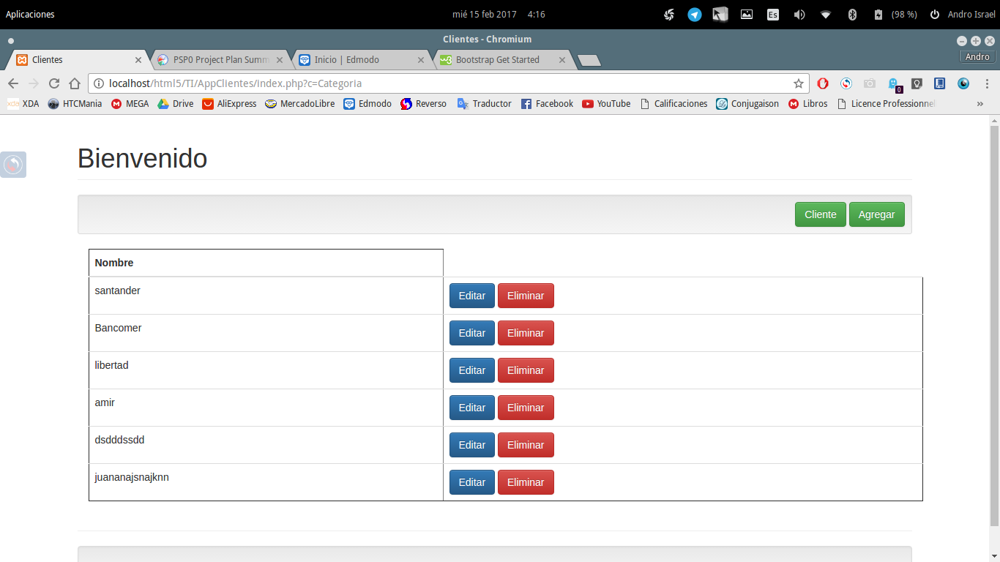 Aplicaciones
mié 15 feb 2017 4:16
Es
(98 %)
Andro Israel
Clientes - Chromium
Clientes
PSP0 Project Plan Summ
Inicio | Edmodo
Bootstrap Get Started
Andro
localhost/html5/TI/AppClientes/index.php?c=Categoria
0
XDA
HTCMania
MEGA
Drive
AliExpress
MercadoLibre
Edmodo
Reverso
Traductor
Facebook
YouTube
Calificaciones
Conjugaison
Libros
Licence Professionnel
»
Bienvenido
Cliente Agregar
Nombre
santander Editar Eliminar
Bancomer Editar Eliminar
libertad Editar Eliminar
amir Editar Eliminar
dsdddssdd Editar Eliminar
juananajsnajknn Editar Eliminar